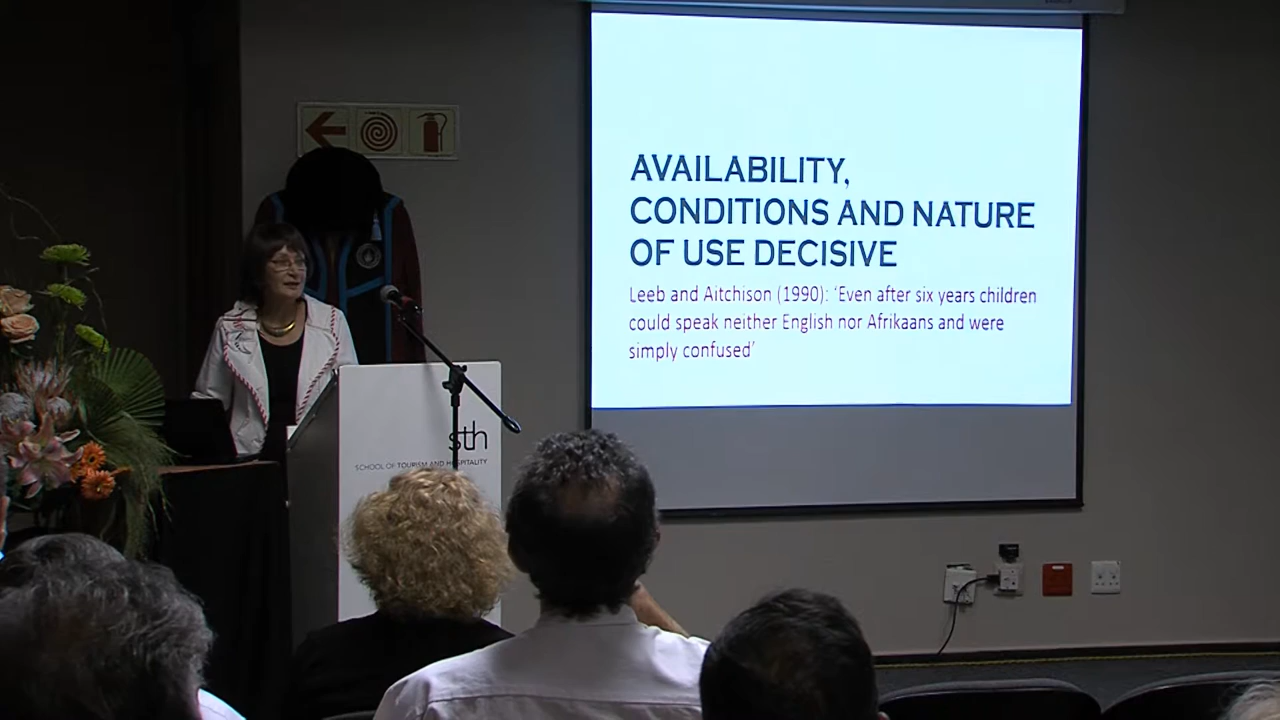 AVAILABILITY,
CONDITIONS AND NATURE
OF USE DECISIVE
Leeb and Aitchison (1990): ‘Even after six years children
could speak neither English nor Afrikaans and were
simply confused’
sth
SCHOOL OF TOURISM AND HOSPITALITY